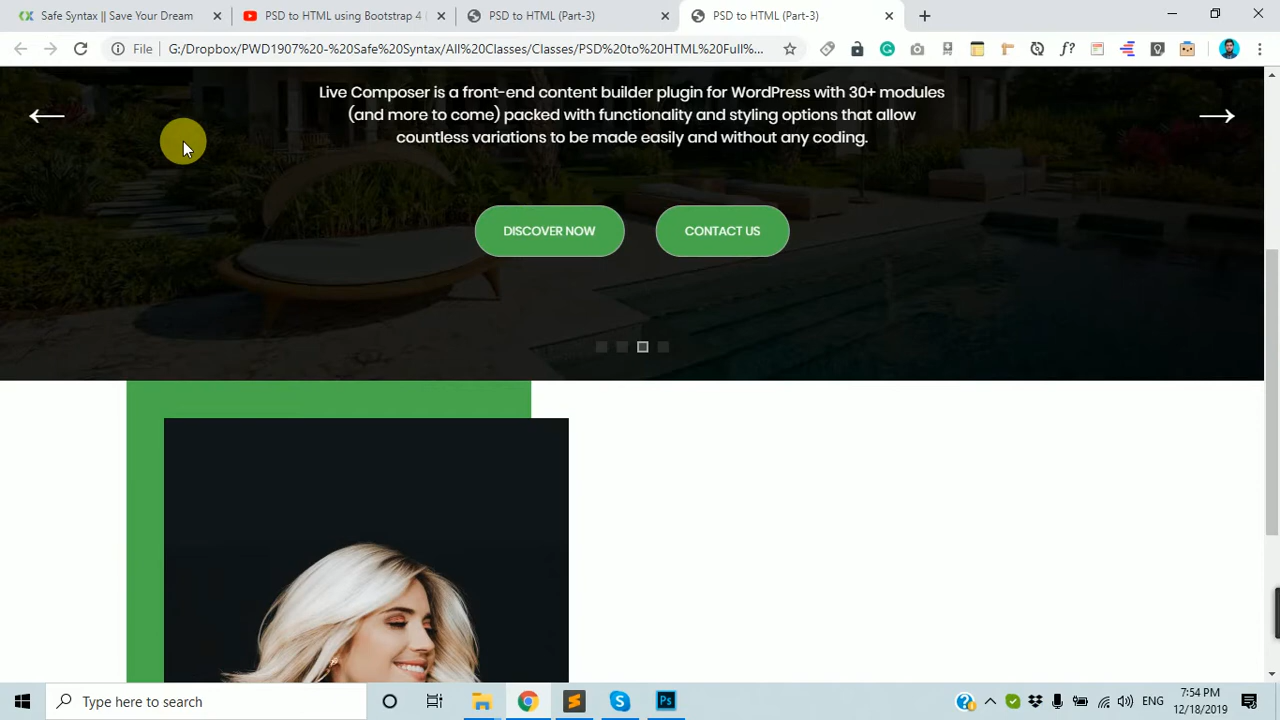 Safe Syntax || Save Your Dream
PSD to HTML using Bootstrap 4 |
PSD to HTML (Part-3)
PSD to HTML (Part-3)
File
G:/Dropbox/PWD1907%20-%20Safe%20Syntax/All%20Classes/Classes/PSD%20to%20HTML%20Full%...
Live Composer is a front-end content builder plugin for WordPress with 30+ modules
(and more to come) packed with functionality and styling options that allow
countless variations to be made easily and without any coding.
DISCOVER NOW
CONTACT US
Type here to search
ENG
7:54 PM
12/18/2019